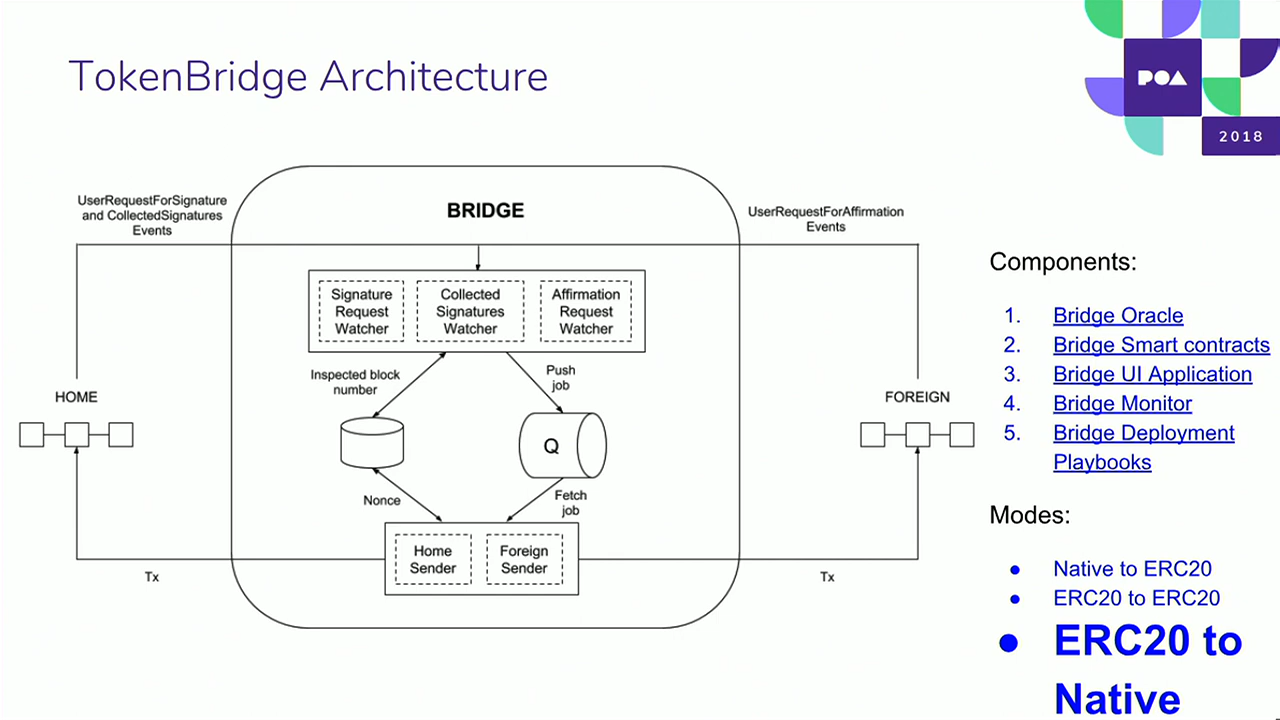 TokenBridge Architecture
POA
2018
UserRequestForSignature
and CollectedSignatures
Events
BRIDGE
UserRequestForAffirmation
Events
Signature
Request
Watcher
Collected
Signatures
Watcher
Affirmation
Request
Watcher
Inspected block
number
Push
job
HOME
FOREIGN
Q
Nonce
Fetch
job
Home
Sender
Foreign
Sender
Tx
Tx
Components:
1. Bridge Oracle
2. Bridge Smart contracts
3. Bridge UI Application
4. Bridge Monitor
5. Bridge Deployment
Playbooks
Modes:
● Native to ERC20
● ERC20 to ERC20
● ERC20 to
Native